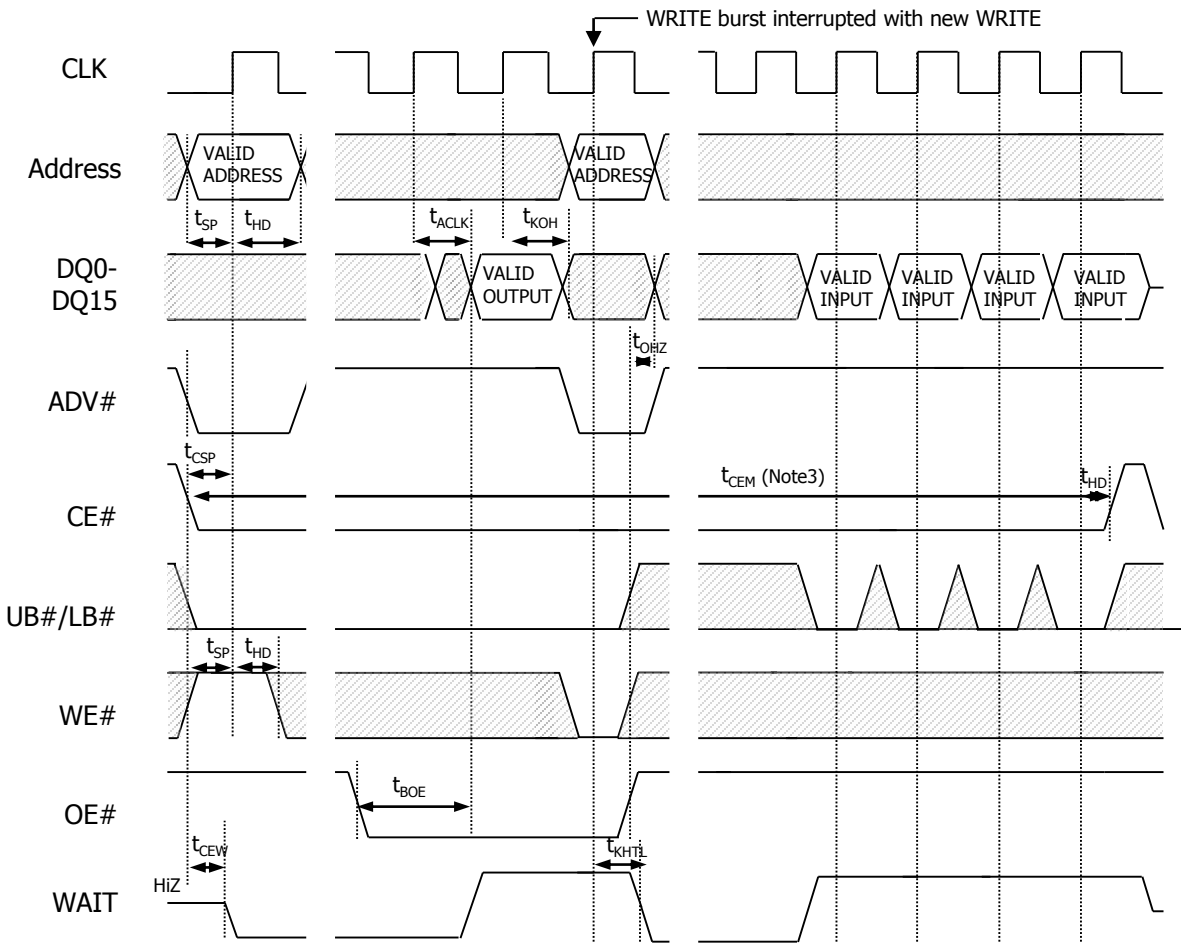 WRITE burst interrupted with new WRITE
CLK
Address
VALID
ADDRESS
VALID
ADDRESS
tSP
tHD
tACLK
tKOH
DQ0-
DQ15
VALID
OUTPUT
VALID
INPUT
VALID
INPUT
VALID
INPUT
VALID
INPUT
tOHZ
ADV#
tCSP
tCEM (Note3)
tHD
CE#
UB#/LB#
tSP
tHD
WE#
tBOE
OE#
tCEW
tKHTL
HiZ
WAIT